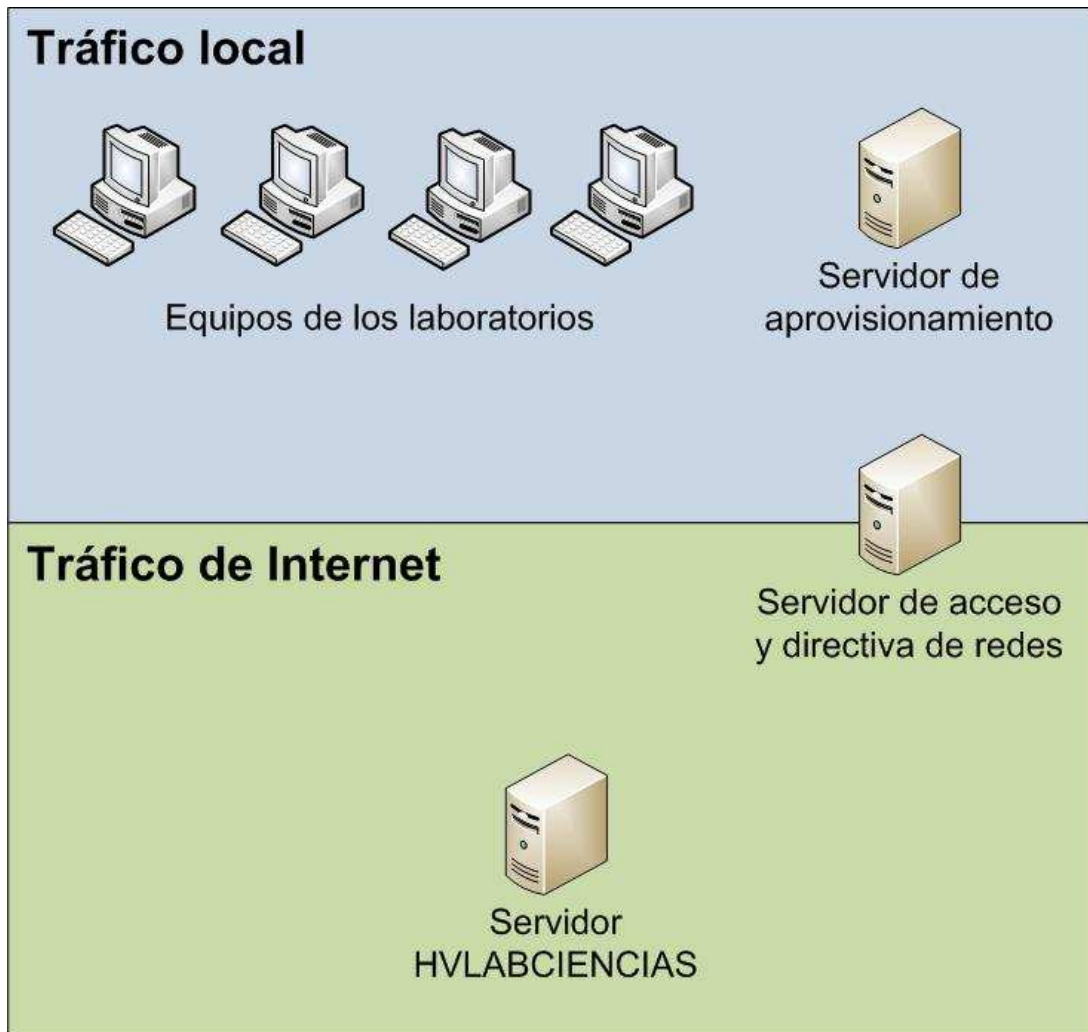 Tráfico local
Equipos de los laboratorios
Servidor de
aprovisionamiento
Tráfico de Internet
Servidor de acceso
y directiva de redes
Servidor
HVLABCIENCIAS